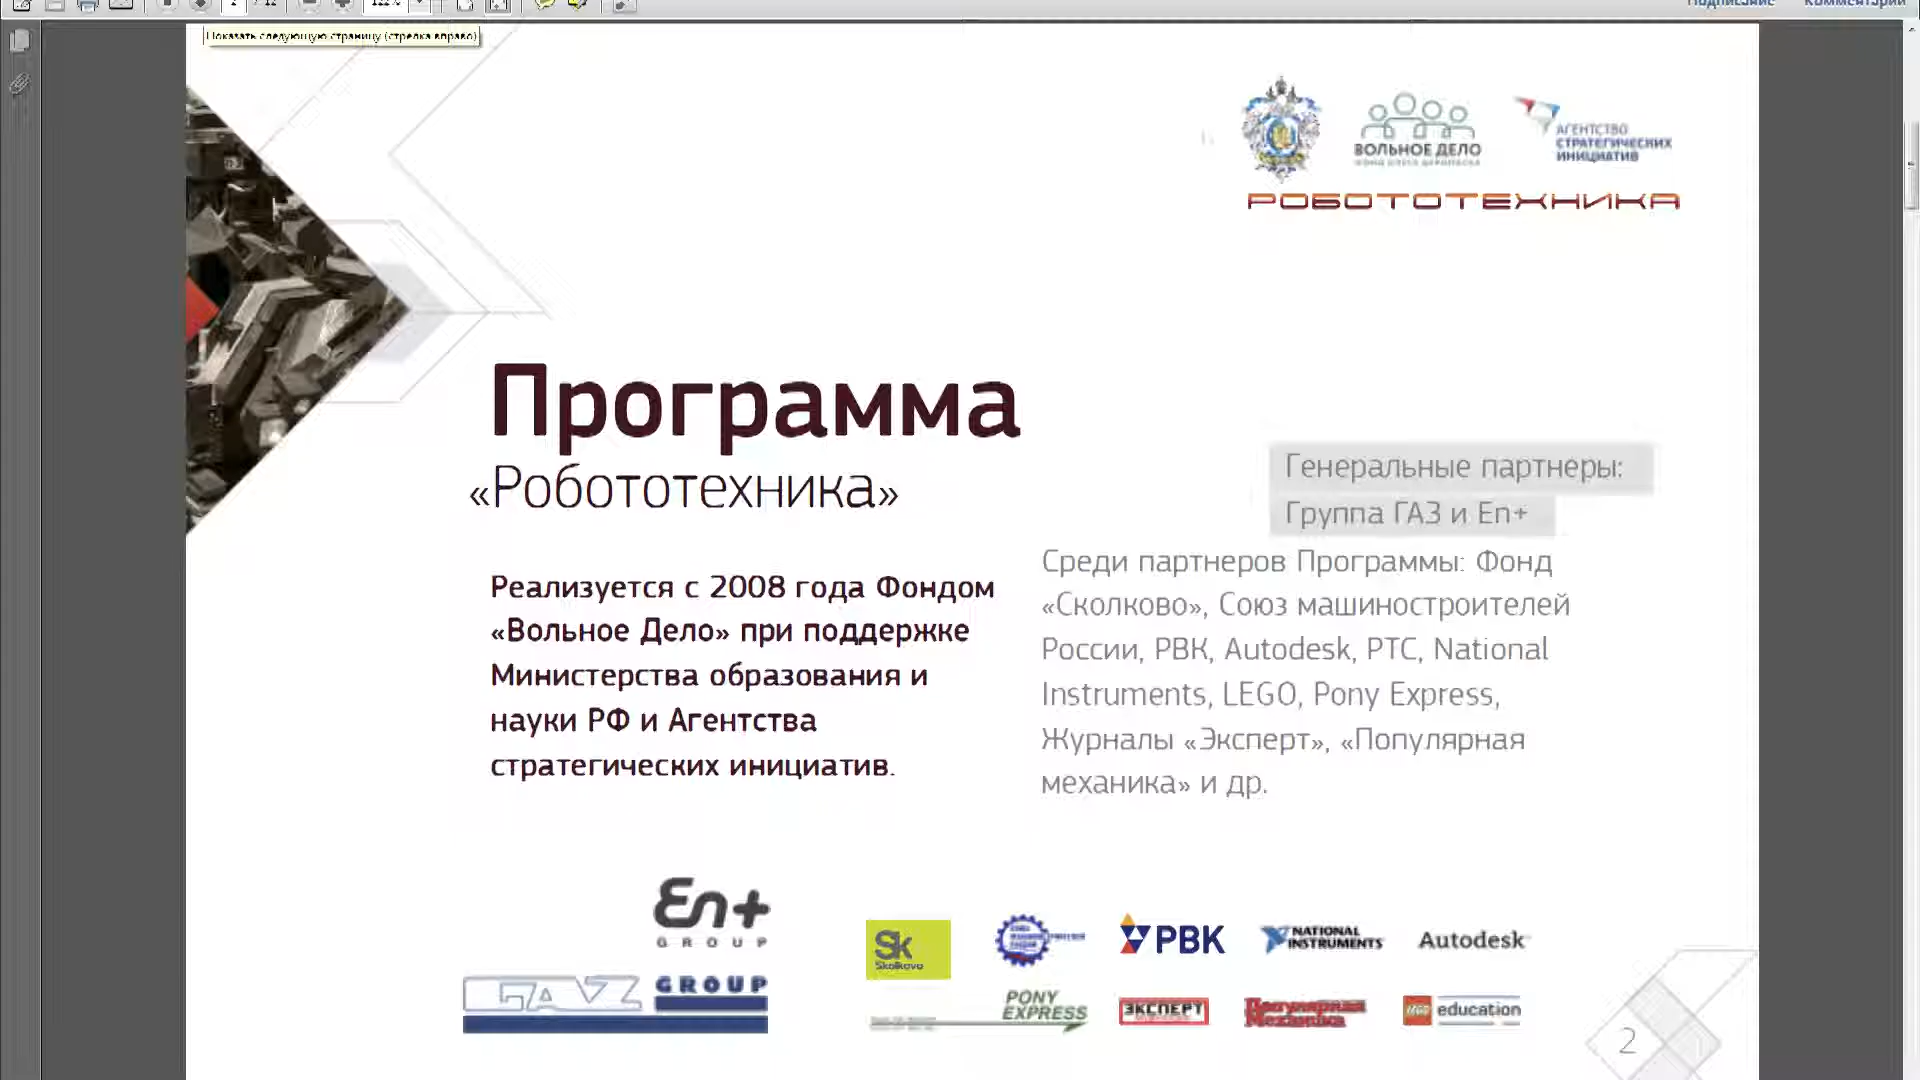 Подписание
Комментарии
Показать следующую страницу (стрелка вправо)
ВОЛЬНОЕ ДЕЛО
АГЕНТСТВО
СТРАТЕГИЧЕСКИХ
ИНИЦИАТИВ
РОБОТОТЕХНИКА
Программа
«Робототехника»
Генеральные партнеры:
Группа ГАЗ и En+
Реализуется с 2008 года Фондом
«Вольное Дело» при поддержке
Министерства образования и
науки РФ и Агентства
стратегических инициатив.
Среди партнеров Программы: Фонд
«Сколково», Союз машиностроителей
России, РВК, Autodesk, PTC, National
Instruments, LEGO, Pony Express,
Журналы «Эксперт», «Популярная
механика» и др.
En+
GROUP
GAZ GROUP
Sk
Skolkovo
РВК
NATIONAL
INSTRUMENTS
Autodesk
PONY
EXPRESS
ЭКСПЕРТ
Популярная
Механика
LEGO education
2